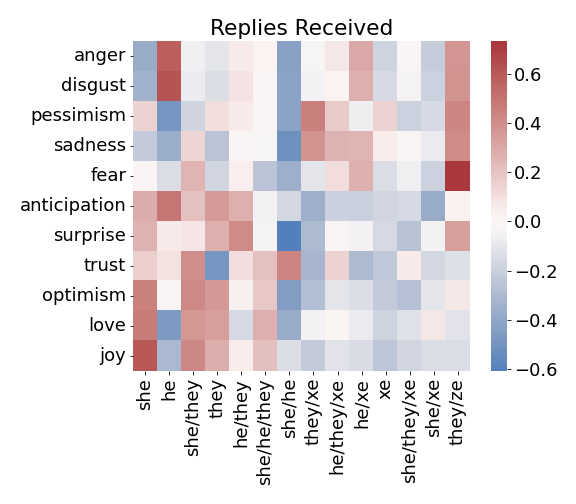 Replies Received
anger
disgust
pessimism
sadness
fear
anticipation
surprise
trust
optimism
love
joy
she
he
she/they
they
he/they
she/he/they
she/he
they/xe
he/they/xe
he/xe
xe
she/they/xe
she/xe
they/ze
0.6
0.4
0.2
0.0
−0.2
−0.4
−0.6